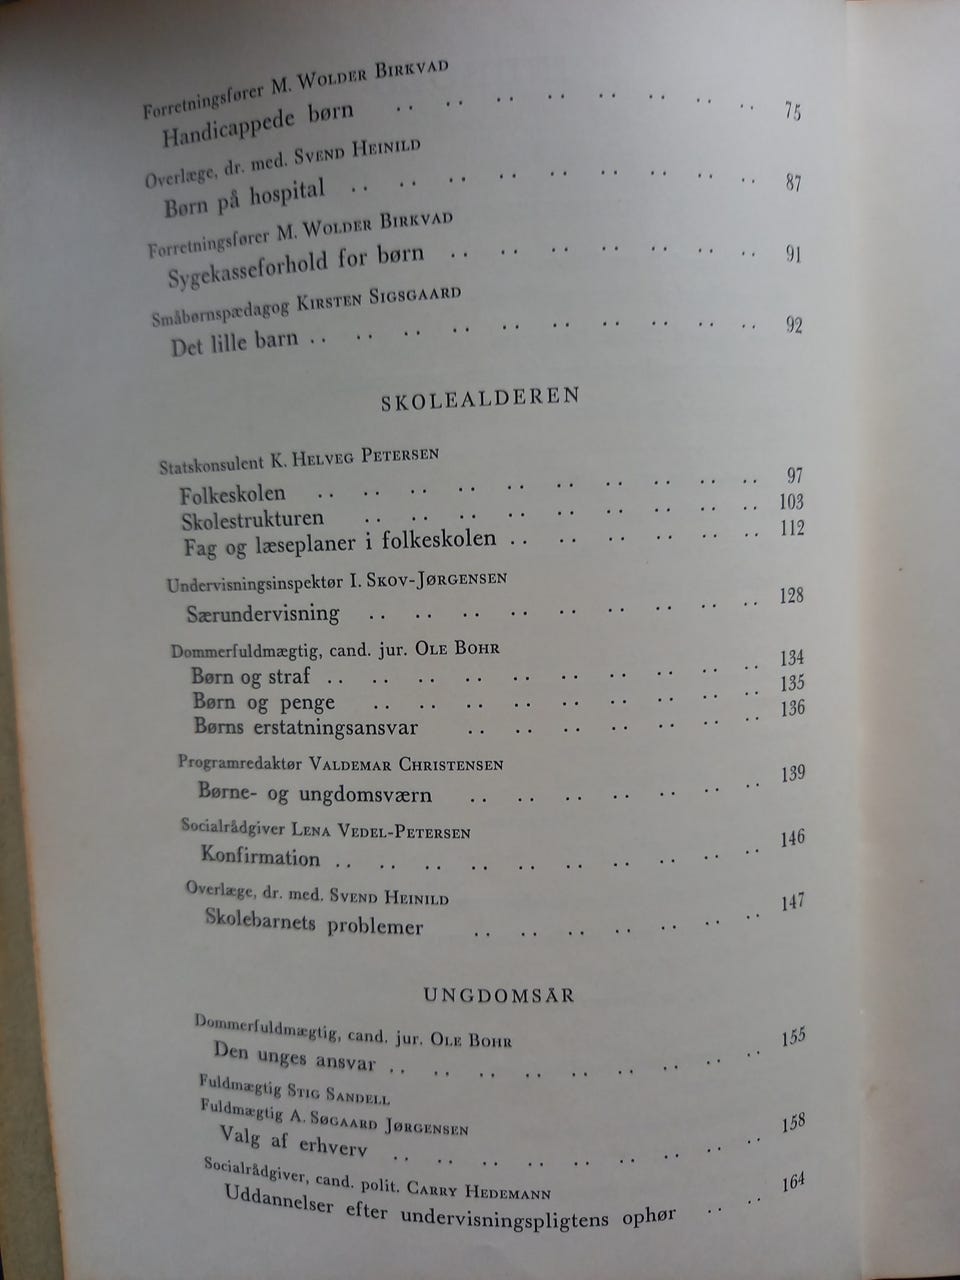 Forretningsfører M. Wolder Birkvad
Handicappede børn .. .. .. .. .. .. .. .. 75
Overlæge, dr. med. Svend Heinild
Børn på hospital .. .. .. .. .. .. .. .. .. 87
Forretningsfører M. Wolder Birkvad
Sygekasseforhold for børn .. .. .. .. .. .. .. 91
Småbørnspædagog Kirsten Sigsgaard
Det lille barn .. .. .. .. .. .. .. .. .. .. 92
SKOLEALDEREN
Statskonsulent K. Helveg Petersen
Folkeskolen .. .. .. .. .. .. .. .. .. .. 97
Skolestrukturen .. .. .. .. .. .. .. .. .. 103
Fag og læseplaner i folkeskolen .. .. .. .. .. .. 112
Undervisningsinspektør I. Skov-Jørgensen
Særundervisning .. .. .. .. .. .. .. .. .. 128
Dommerfuldmægtig, cand. jur. Ole Bohr
Børn og straf .. .. .. .. .. .. .. .. .. .. 134
Børn og penge .. .. .. .. .. .. .. .. .. 135
Børns erstatningsansvar .. .. .. .. .. .. .. 136
Programredaktør Valdemar Christensen
Børne- og ungdomsværn .. .. .. .. .. .. .. 139
Socialrådgiver Lena Vedel-Petersen
Konfirmation .. .. .. .. .. .. .. .. .. .. 146
Overlæge, dr. med. Svend Heinild
Skolebarnets problemer .. .. .. .. .. .. .. 147
UNGDOMSÅR
Dommerfuldmægtig, cand. jur. Ole Bohr
Den unges ansvar .. .. .. .. .. .. .. .. .. 155
Fuldmægtig Stig Sandell
Fuldmægtig A. Søgaard Jørgensen
Valg af erhverv .. .. .. .. .. .. .. .. .. 158
Socialrådgiver, cand. polit. Carry Hedemann
Uddannelser efter undervisningspligtens ophør .. .. 164